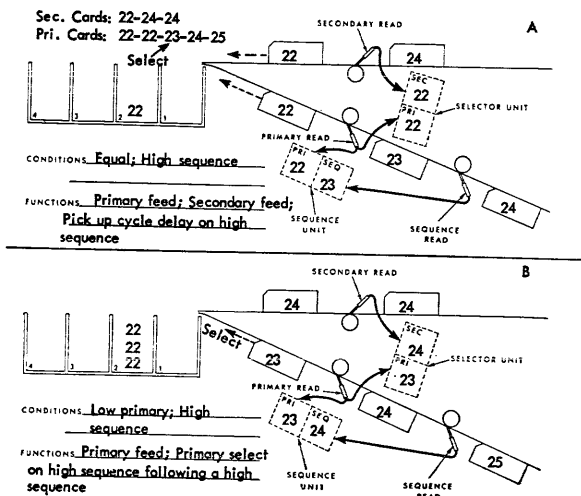 Sec. Cards: 22-24-24
Pri. Cards: 22-22-23-24-25
Select
A
SECONDARY READ
22
24
SEC
22
PRI
22
SELECTOR UNIT
4
3
2
22
1
22
PRIMARY READ
23
PRI
22
SEQ
23
24
SEQUENCE UNIT
SEQUENCE READ
CONDITIONS Equal; High sequence
FUNCTIONS Primary feed; Secondary feed;
Pick up cycle delay on high
sequence
B
SECONDARY READ
24
24
SEC
24
PRI
23
SELECTOR UNIT
22
22
22
4
3
2
1
Select
23
PRIMARY READ
24
PRI
23
SEQ
24
25
SEQUENCE UNIT
SEQUENCE READ
CONDITIONS Low primary; High
sequence
FUNCTIONS Primary feed; Primary select
on high sequence following a high
sequence